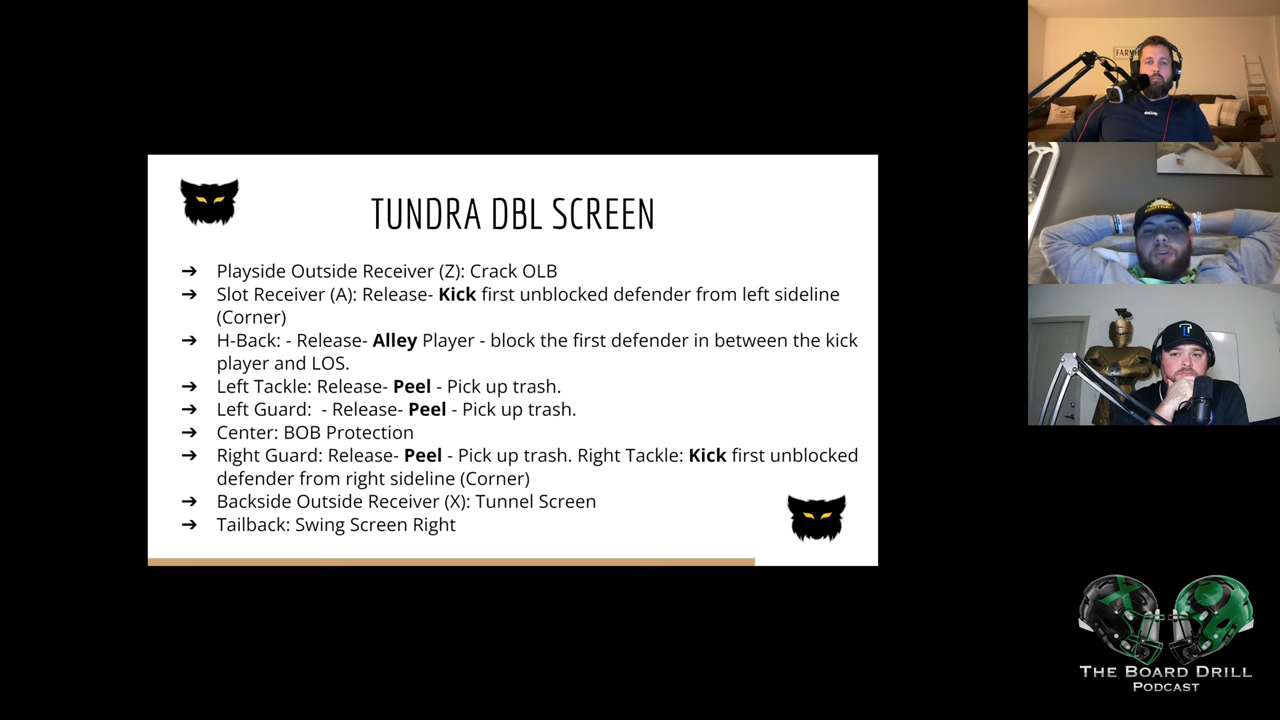 TUNDRA DBL SCREEN
➔ Playside Outside Receiver (Z): Crack OLB
➔ Slot Receiver (A): Release- Kick first unblocked defender from left sideline
(Corner)
➔ H-Back: - Release- Alley Player - block the first defender in between the kick
player and LOS.
➔ Left Tackle: Release- Peel - Pick up trash.
➔ Left Guard:  - Release- Peel - Pick up trash.
➔ Center: BOB Protection
➔ Right Guard: Release- Peel - Pick up trash. Right Tackle: Kick first unblocked
defender from right sideline (Corner)
➔ Backside Outside Receiver (X): Tunnel Screen
➔ Tailback: Swing Screen Right
THE BOARD DRILL
PODCAST